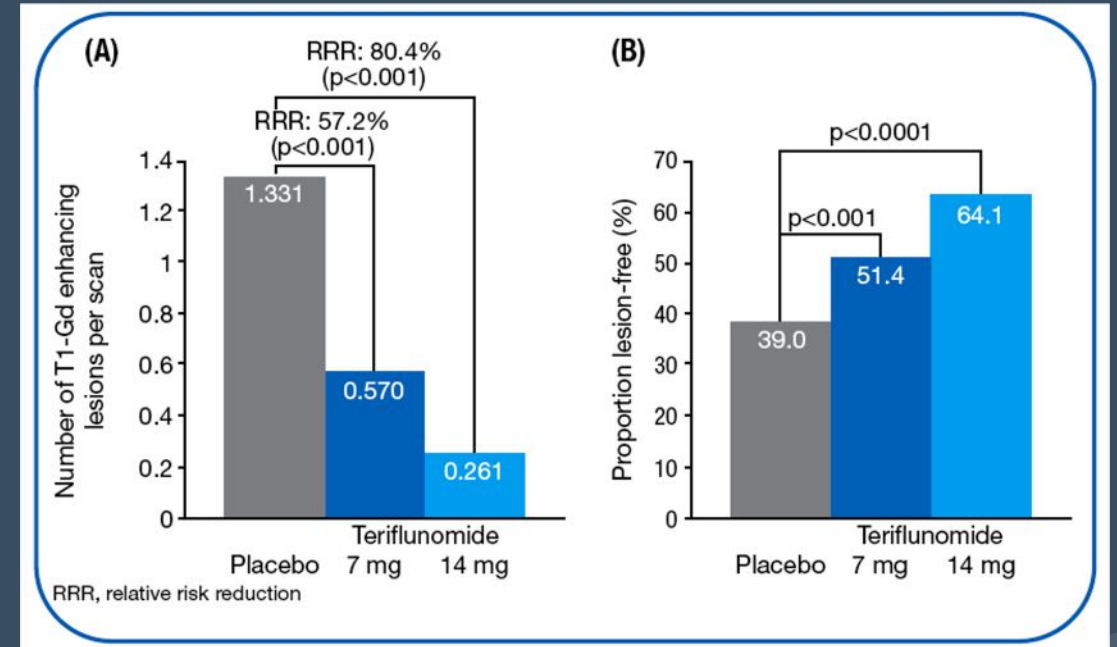 (A)
RRR: 80.4%
(p<0.001)
RRR: 57.2%
(p<0.001)
Number of T1-Gd enhancing
lesions per scan
1.4
1.2
1
0.8
0.6
0.4
0.2
0
1.331
0.570
0.261
Teriflunomide
Placebo 7 mg 14 mg
RRR, relative risk reduction
(B)
p<0.0001
p<0.001
Proportion lesion-free (%)
70
60
50
40
30
20
10
0
39.0
51.4
64.1
Teriflunomide
Placebo 7 mg 14 mg